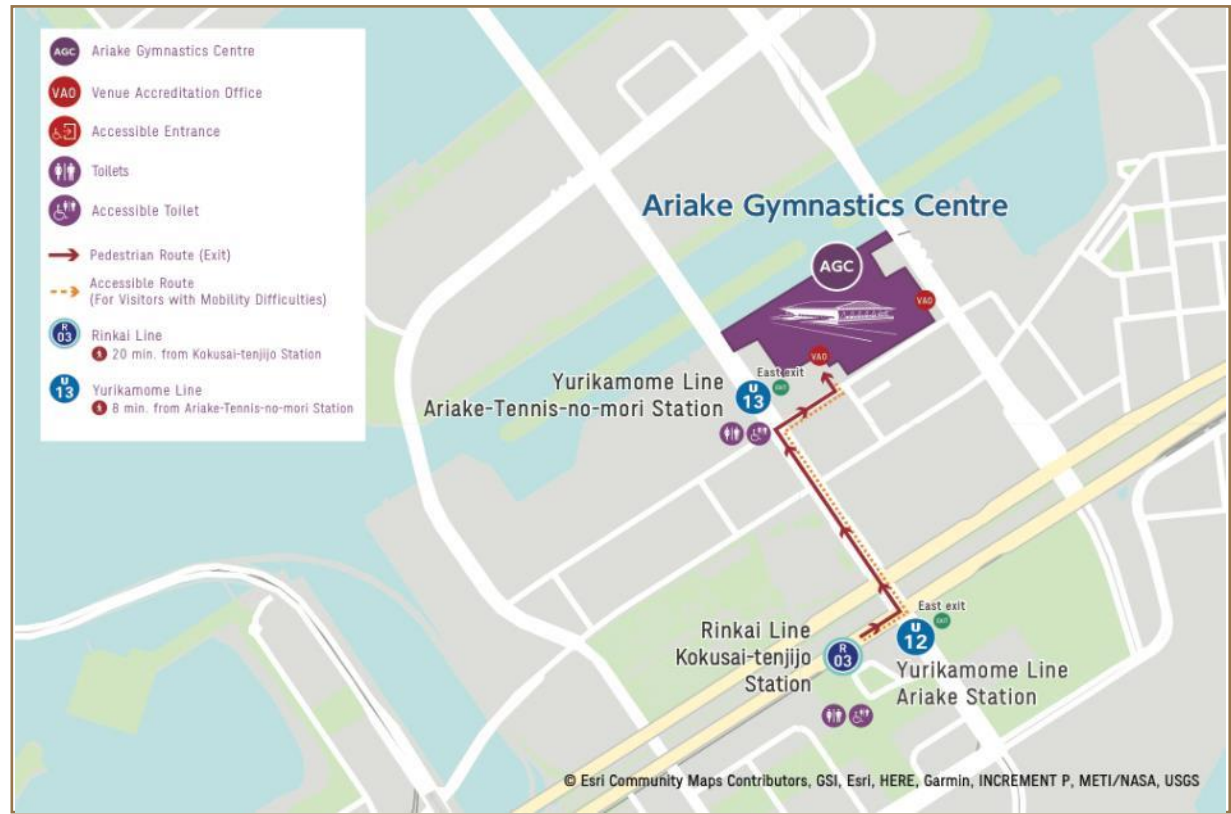 AGC Ariake Gymnastics Centre
VAO Venue Accreditation Office
Accessible Entrance
Toilets
Accessible Toilet
Pedestrian Route (Exit)
Accessible Route
(For Visitors with Mobility Difficulties)
R
03
Rinkai Line
20 min. from Kokusai-tenjijo Station
U
13
Yurikamome Line
8 min. from Ariake-Tennis-no-mori Station
Ariake Gymnastics Centre
AGC
VAO
VAO
East exit
EXIT
Yurikamome Line
Ariake-Tennis-no-mori Station
U
13
East exit
EXIT
U
12
Yurikamome Line
Ariake Station
Rinkai Line
Kokusai-tenjijo
Station
R
03
© Esri Community Maps Contributors, GSI, Esri, HERE, Garmin, INCREMENT P, METI/NASA, USGS